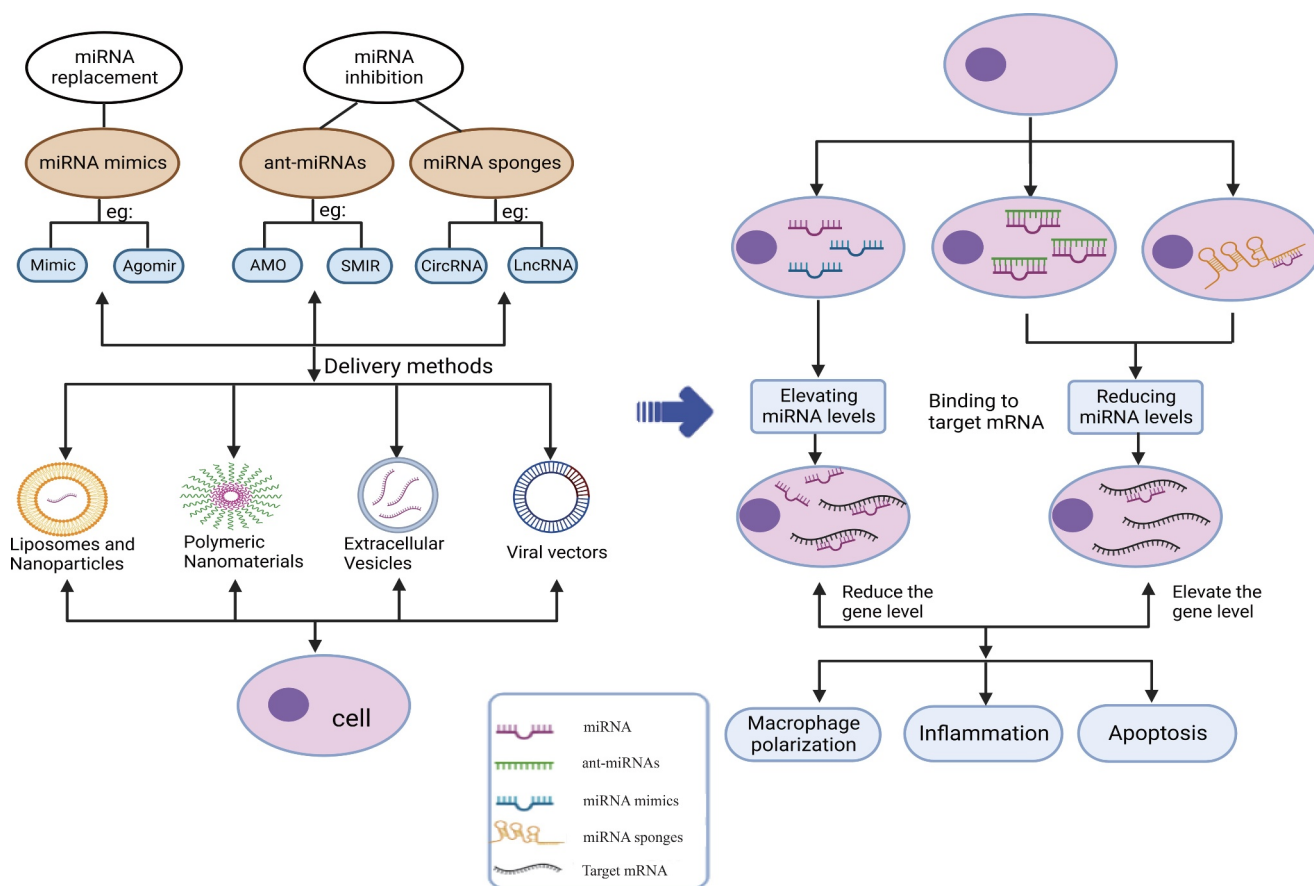 miRNA
replacement
miRNA
inhibition
miRNA mimics
ant-miRNAs
miRNA sponges
eg:
eg:
eg:
Mimic
Agomir
AMO
SMIR
CircRNA
LncRNA
Delivery methods
Liposomes and
Nanoparticles
Polymeric
Nanomaterials
Extracellular
Vesicles
Viral vectors
cell
Elevating
miRNA levels
Binding to
target mRNA
Reducing
miRNA levels
Reduce the
gene level
Elevate the
gene level
Macrophage
polarization
Inflammation
Apoptosis
miRNA
ant-miRNAs
miRNA mimics
miRNA sponges
Target mRNA